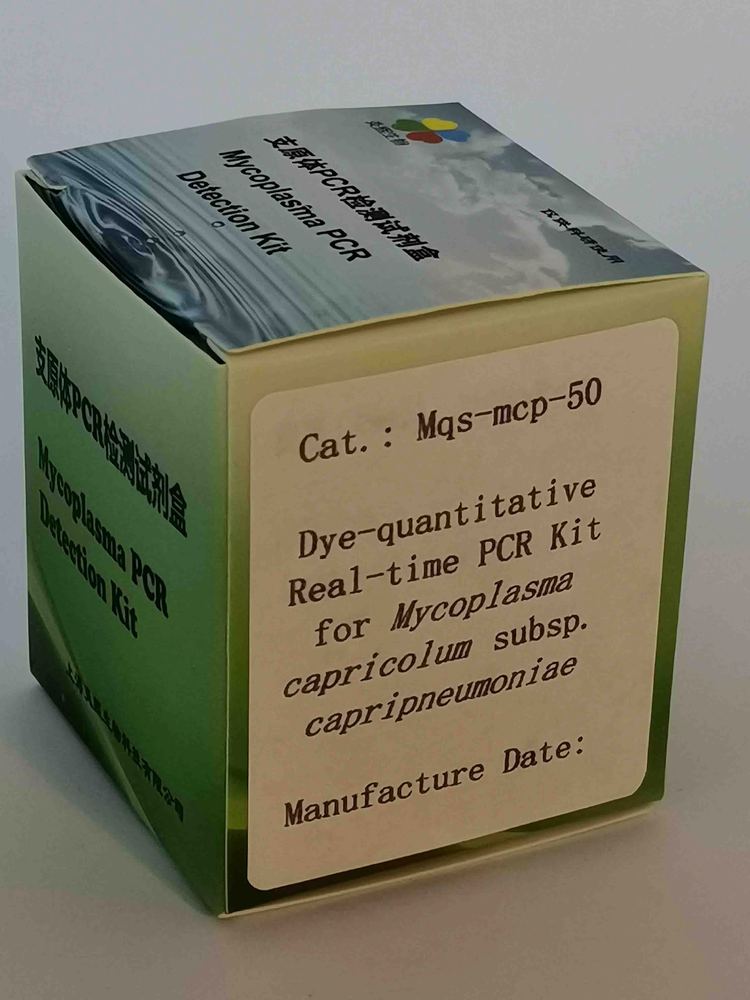 支原体PCR检测试剂盒
Mycoplasma PCR
Detection Kit
支原体PCR检测试剂盒
Mycoplasma PCR
Detection Kit
Cat.: Mqs-mcp-50
Dye-quantitative
Real-time PCR Kit
for Mycoplasma
capricolum subsp.
capripneumoniae
Manufacture Date: